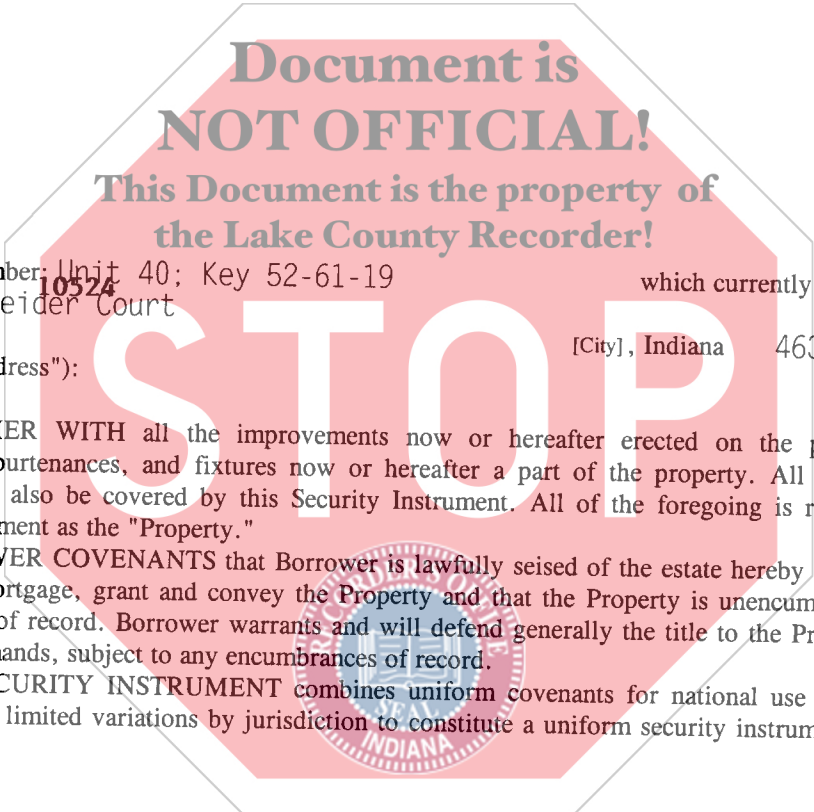 Document is
NOT OFFICIAL!
This Document is the property of
the Lake County Recorder!
nber: Unit 40; Key 52-61-19 which currently
10524
eider Court
[City], Indiana 463
dress"):
STOP
ER WITH all the improvements now or hereafter erected on the p
purtenances, and fixtures now or hereafter a part of the property. All
also be covered by this Security Instrument. All of the foregoing is r
ment as the "Property."
WER COVENANTS that Borrower is lawfully seised of the estate hereby
ortgage, grant and convey the Property and that the Property is unencum
of record. Borrower warrants and will defend generally the title to the Pr
nands, subject to any encumbrances of record.
CURITY INSTRUMENT combines uniform covenants for national use
limited variations by jurisdiction to constitute a uniform security instrum
RECORDER'S OFFICE
SEAL
INDIANA